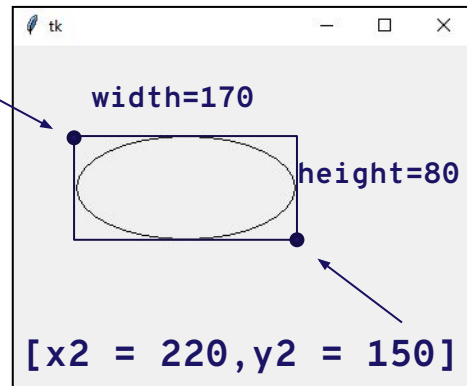 tk
width=170
height=80
[x2 = 220,y2 = 150]